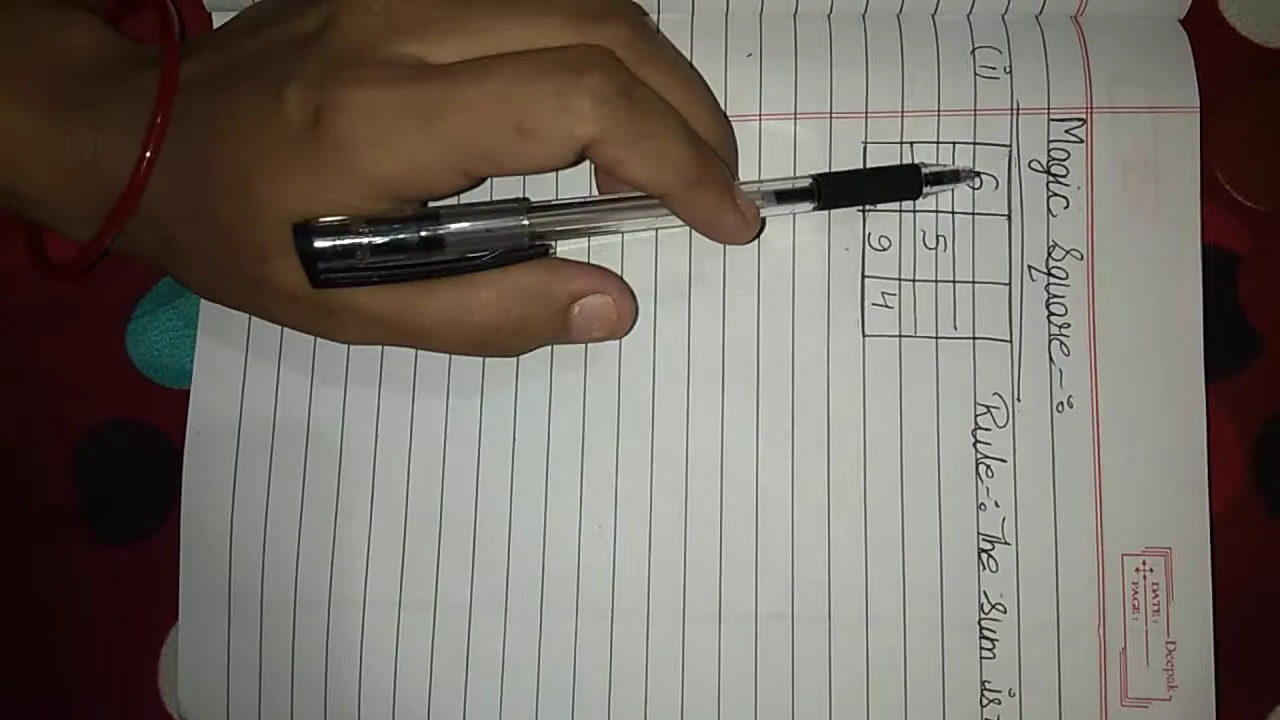 Deepak
DATE:
PAGE:
Magic Square-:
(i)
Rule-: The sum is
6
5
9 4